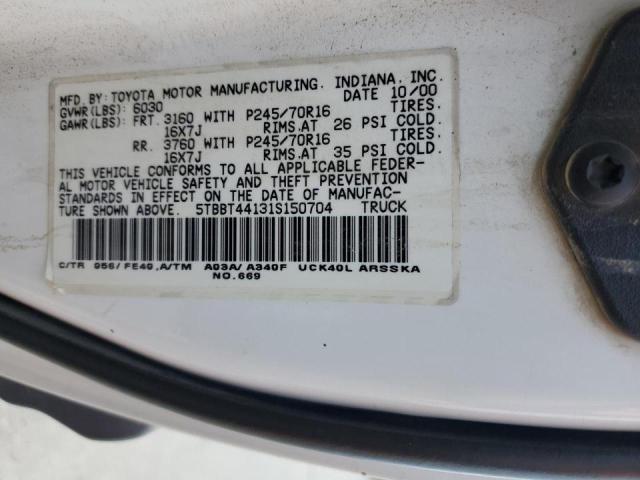 MFD. BY: TOYOTA MOTOR MANUFACTURING. INDIANA. INC.
GVWR(LBS): 6030 DATE 10/00
GAWR(LBS): FRT. 3160 WITH P245/70R16 TIRES.
16X7J RIMS.AT 26 PSI COLD.
RR. 3760 WITH P245/70R16 TIRES.
16X7J RIMS.AT 35 PSI COLD.
THIS VEHICLE CONFORMS TO ALL APPLICABLE FEDER-
AL MOTOR VEHICLE SAFETY AND THEFT PREVENTION
STANDARDS IN EFFECT ON THE DATE OF MANUFAC-
TURE SHOWN ABOVE. 5TBBT44131S150704 TRUCK
C/TR 056/FE40,A/TM A03A/A340F UCK40L ARSSKA
NO.669